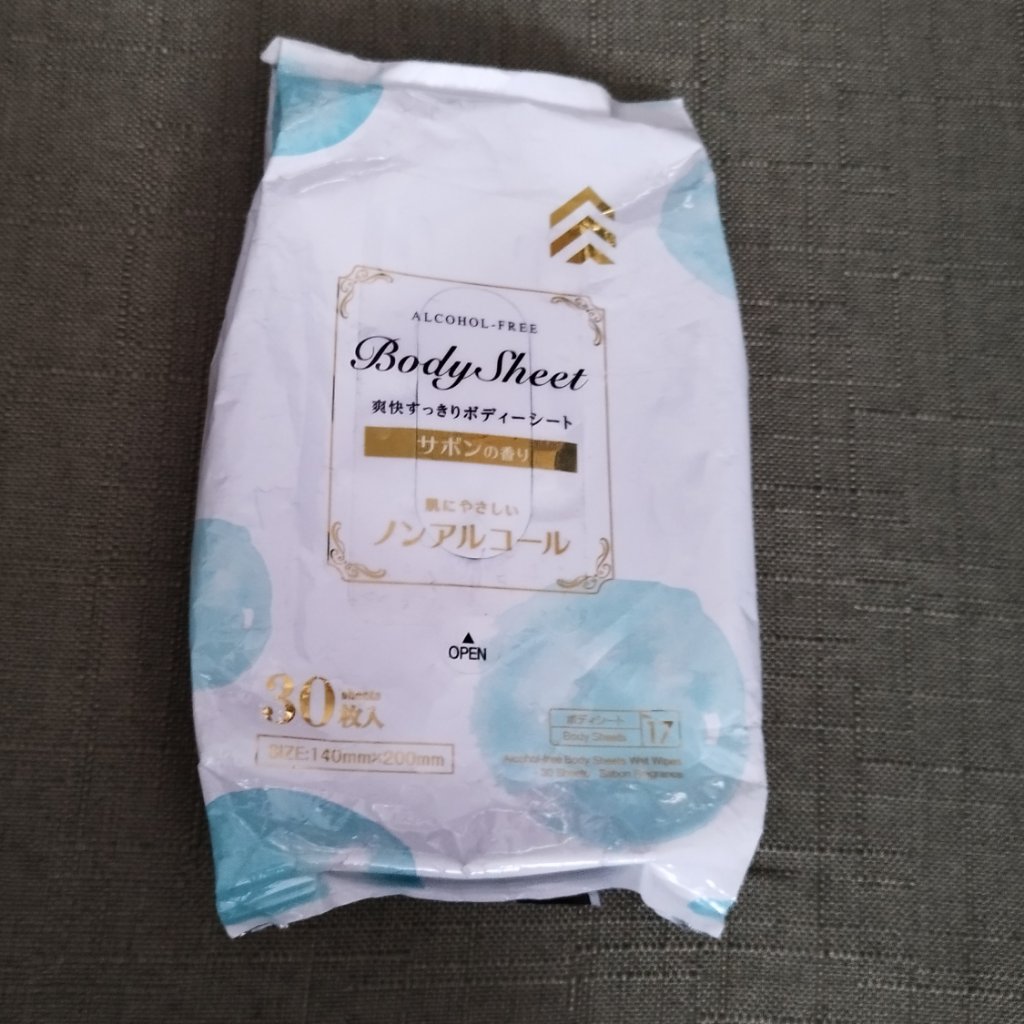 ALCOHOL-FREE
Body Sheet
爽快すっきりボディーシート
サボンの香り
肌にやさしい
ノンアルコール
▲
OPEN
30 sheets
枚入
SIZE:140mm×200mm
ボディシート
Body Sheets
17
Alcohol-free Body Sheets Wet Wipes
30 Sheets Sabon Fragrance